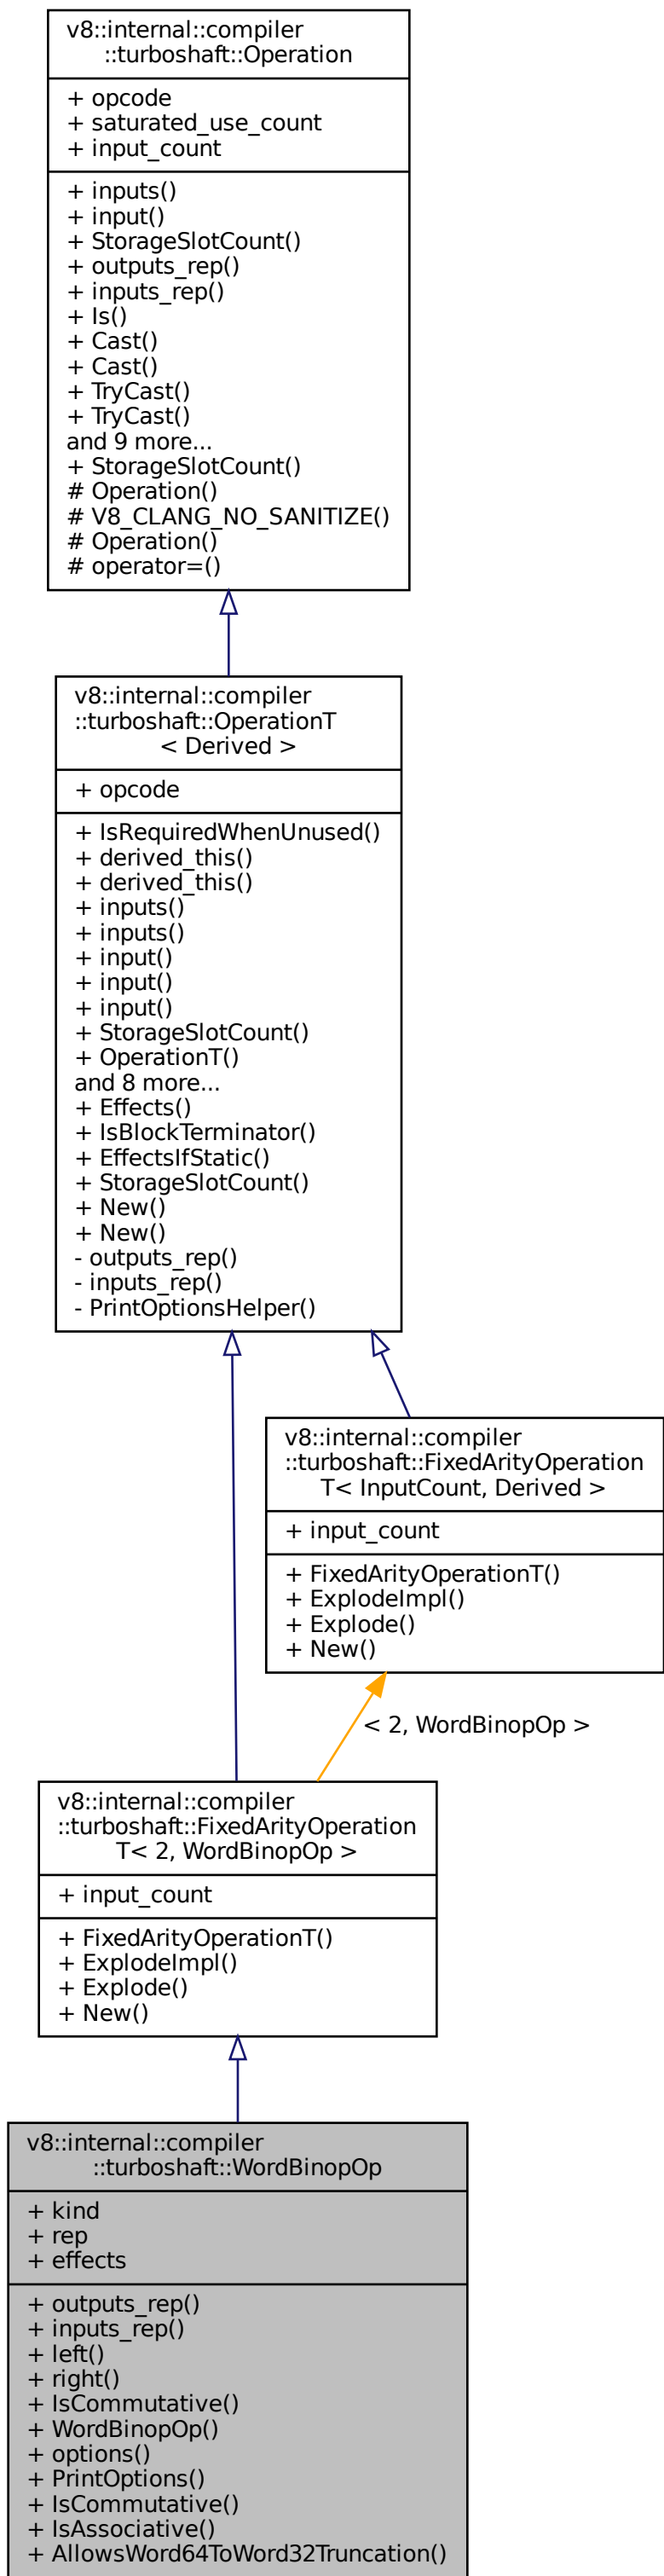 v8::internal::compiler
::turboshaft::Operation
+ opcode
+ saturated_use_count
+ input_count
+ inputs()
+ input()
+ StorageSlotCount()
+ outputs_rep()
+ inputs_rep()
+ Is()
+ Cast()
+ Cast()
+ TryCast()
+ TryCast()
and 9 more...
+ StorageSlotCount()
# Operation()
# V8_CLANG_NO_SANITIZE()
# Operation()
# operator=()
v8::internal::compiler
::turboshaft::OperationT
< Derived >
+ opcode
+ IsRequiredWhenUnused()
+ derived_this()
+ derived_this()
+ inputs()
+ inputs()
+ input()
+ input()
+ input()
+ StorageSlotCount()
+ OperationT()
and 8 more...
+ Effects()
+ IsBlockTerminator()
+ EffectsIfStatic()
+ StorageSlotCount()
+ New()
+ New()
- outputs_rep()
- inputs_rep()
- PrintOptionsHelper()
v8::internal::compiler
::turboshaft::FixedArityOperation
T< InputCount, Derived >
+ input_count
+ FixedArityOperationT()
+ ExplodeImpl()
+ Explode()
+ New()
< 2, WordBinopOp >
v8::internal::compiler
::turboshaft::FixedArityOperation
T< 2, WordBinopOp >
+ input_count
+ FixedArityOperationT()
+ ExplodeImpl()
+ Explode()
+ New()
v8::internal::compiler
::turboshaft::WordBinopOp
+ kind
+ rep
+ effects
+ outputs_rep()
+ inputs_rep()
+ left()
+ right()
+ IsCommutative()
+ WordBinopOp()
+ options()
+ PrintOptions()
+ IsCommutative()
+ IsAssociative()
+ AllowsWord64ToWord32Truncation()